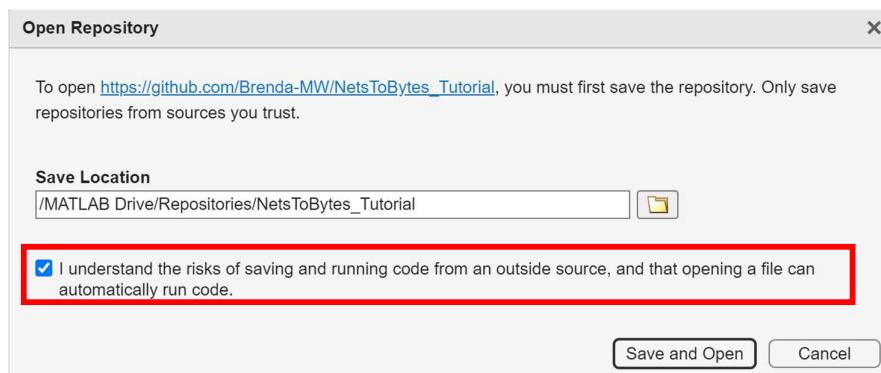 Open Repository
To open https://github.com/Brenda-MW/NetsToBytes_Tutorial, you must first save the repository. Only save
repositories from sources you trust.
Save Location
/MATLAB Drive/Repositories/NetsToBytes_Tutorial
I understand the risks of saving and running code from an outside source, and that opening a file can
automatically run code.
Save and Open
Cancel